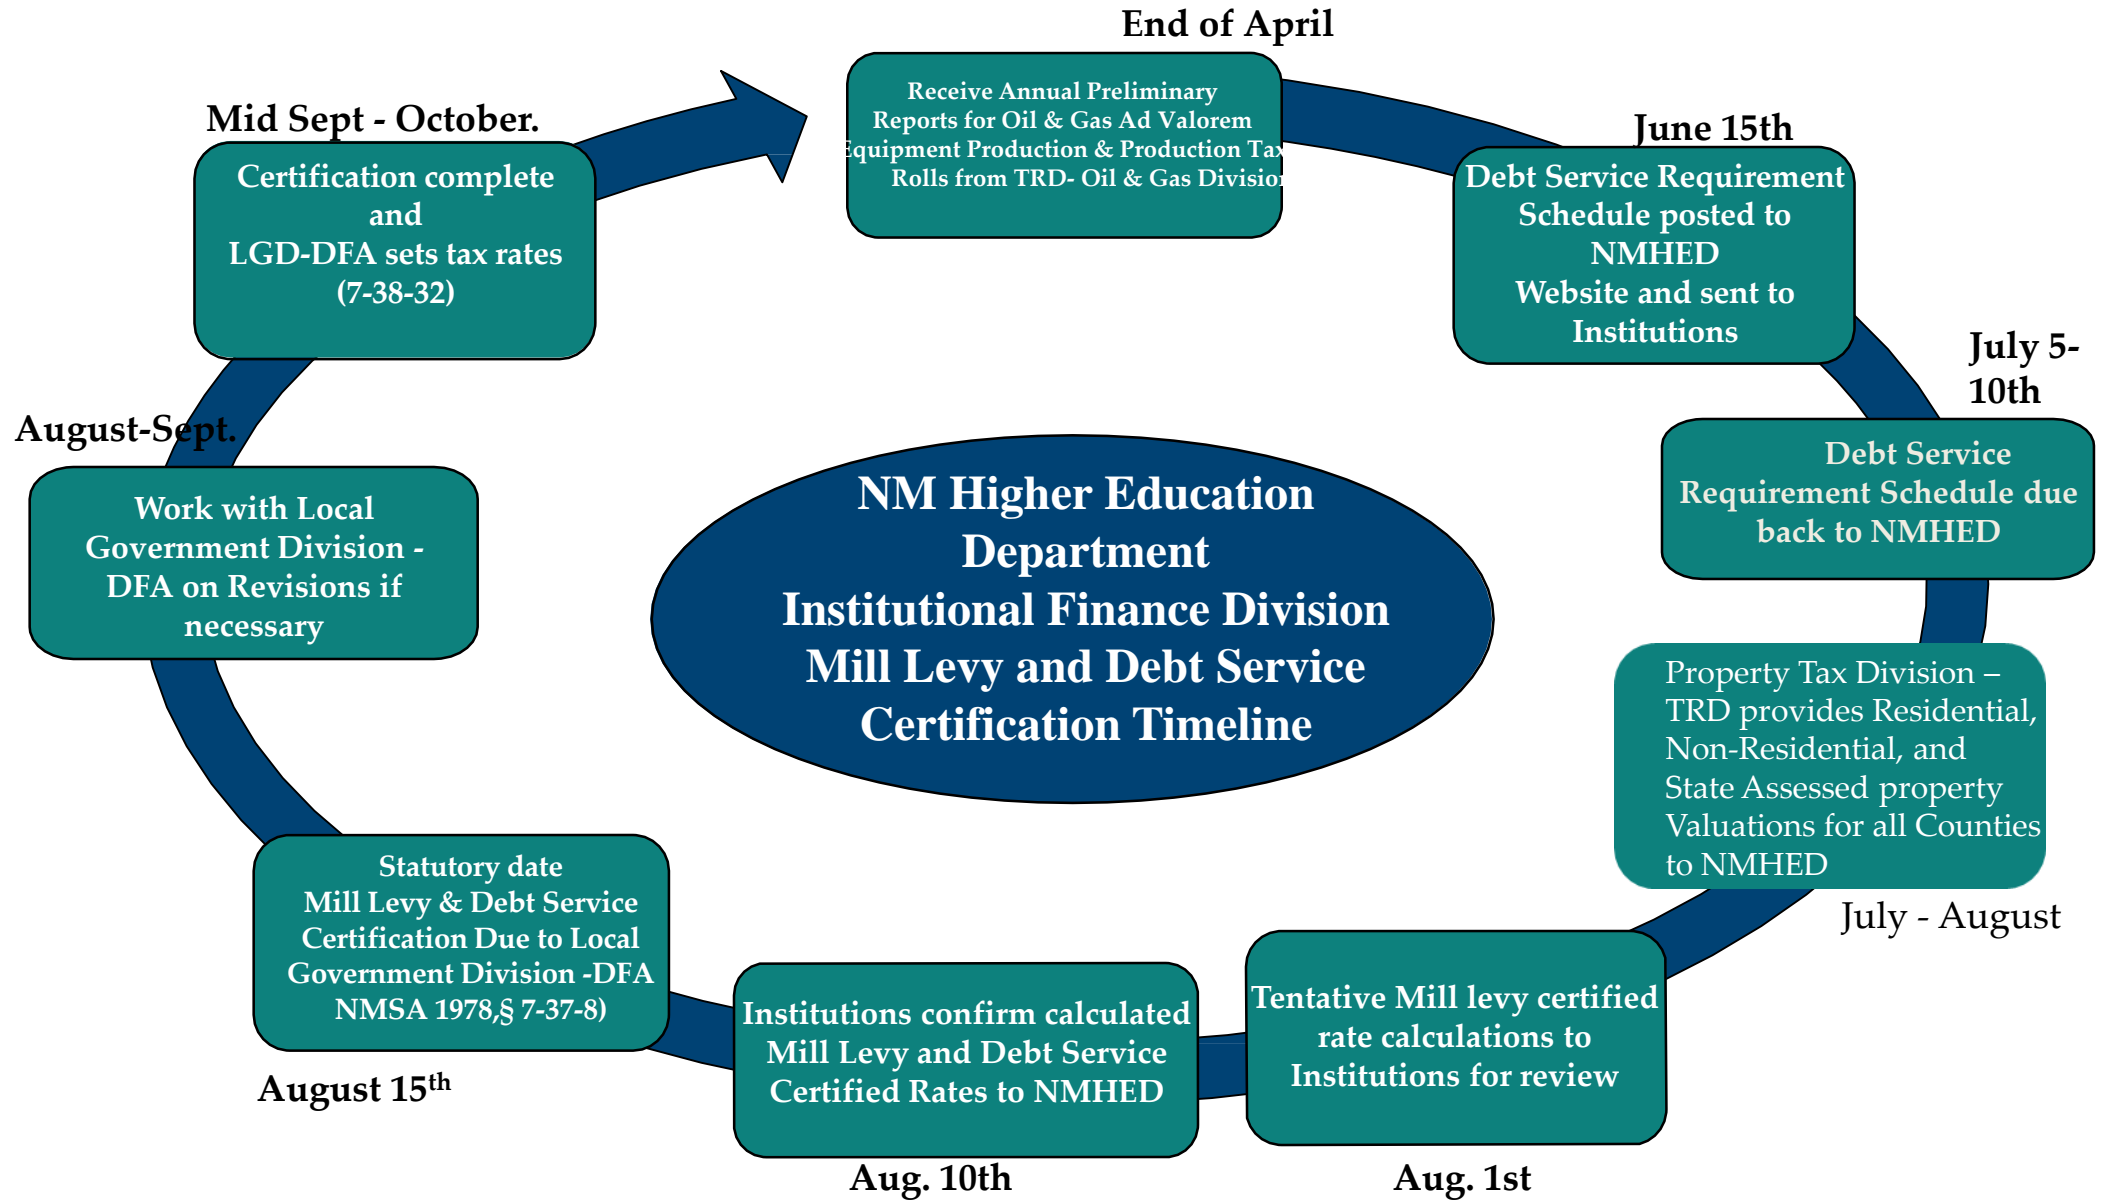 End of April
Receive Annual Preliminary
Reports for Oil & Gas Ad Valorem
Equipment Production & Production Tax
Rolls from TRD- Oil & Gas Division
June 15th
Debt Service Requirement
Schedule posted to
NMHED
Website and sent to
Institutions
July 5-
10th
Debt Service
Requirement Schedule due
back to NMHED
Property Tax Division –
TRD provides Residential,
Non-Residential, and
State Assessed property
Valuations for all Counties
to NMHED
July - August
Tentative Mill levy certified
rate calculations to
Institutions for review
Aug. 1st
Institutions confirm calculated
Mill Levy and Debt Service
Certified Rates to NMHED
Aug. 10th
Statutory date
Mill Levy & Debt Service
Certification Due to Local
Government Division -DFA
NMSA 1978,§ 7-37-8)
August 15th
August-Sept.
Work with Local
Government Division -
DFA on Revisions if
necessary
Mid Sept - October.
Certification complete
and
LGD-DFA sets tax rates
(7-38-32)
NM Higher Education
Department
Institutional Finance Division
Mill Levy and Debt Service
Certification Timeline